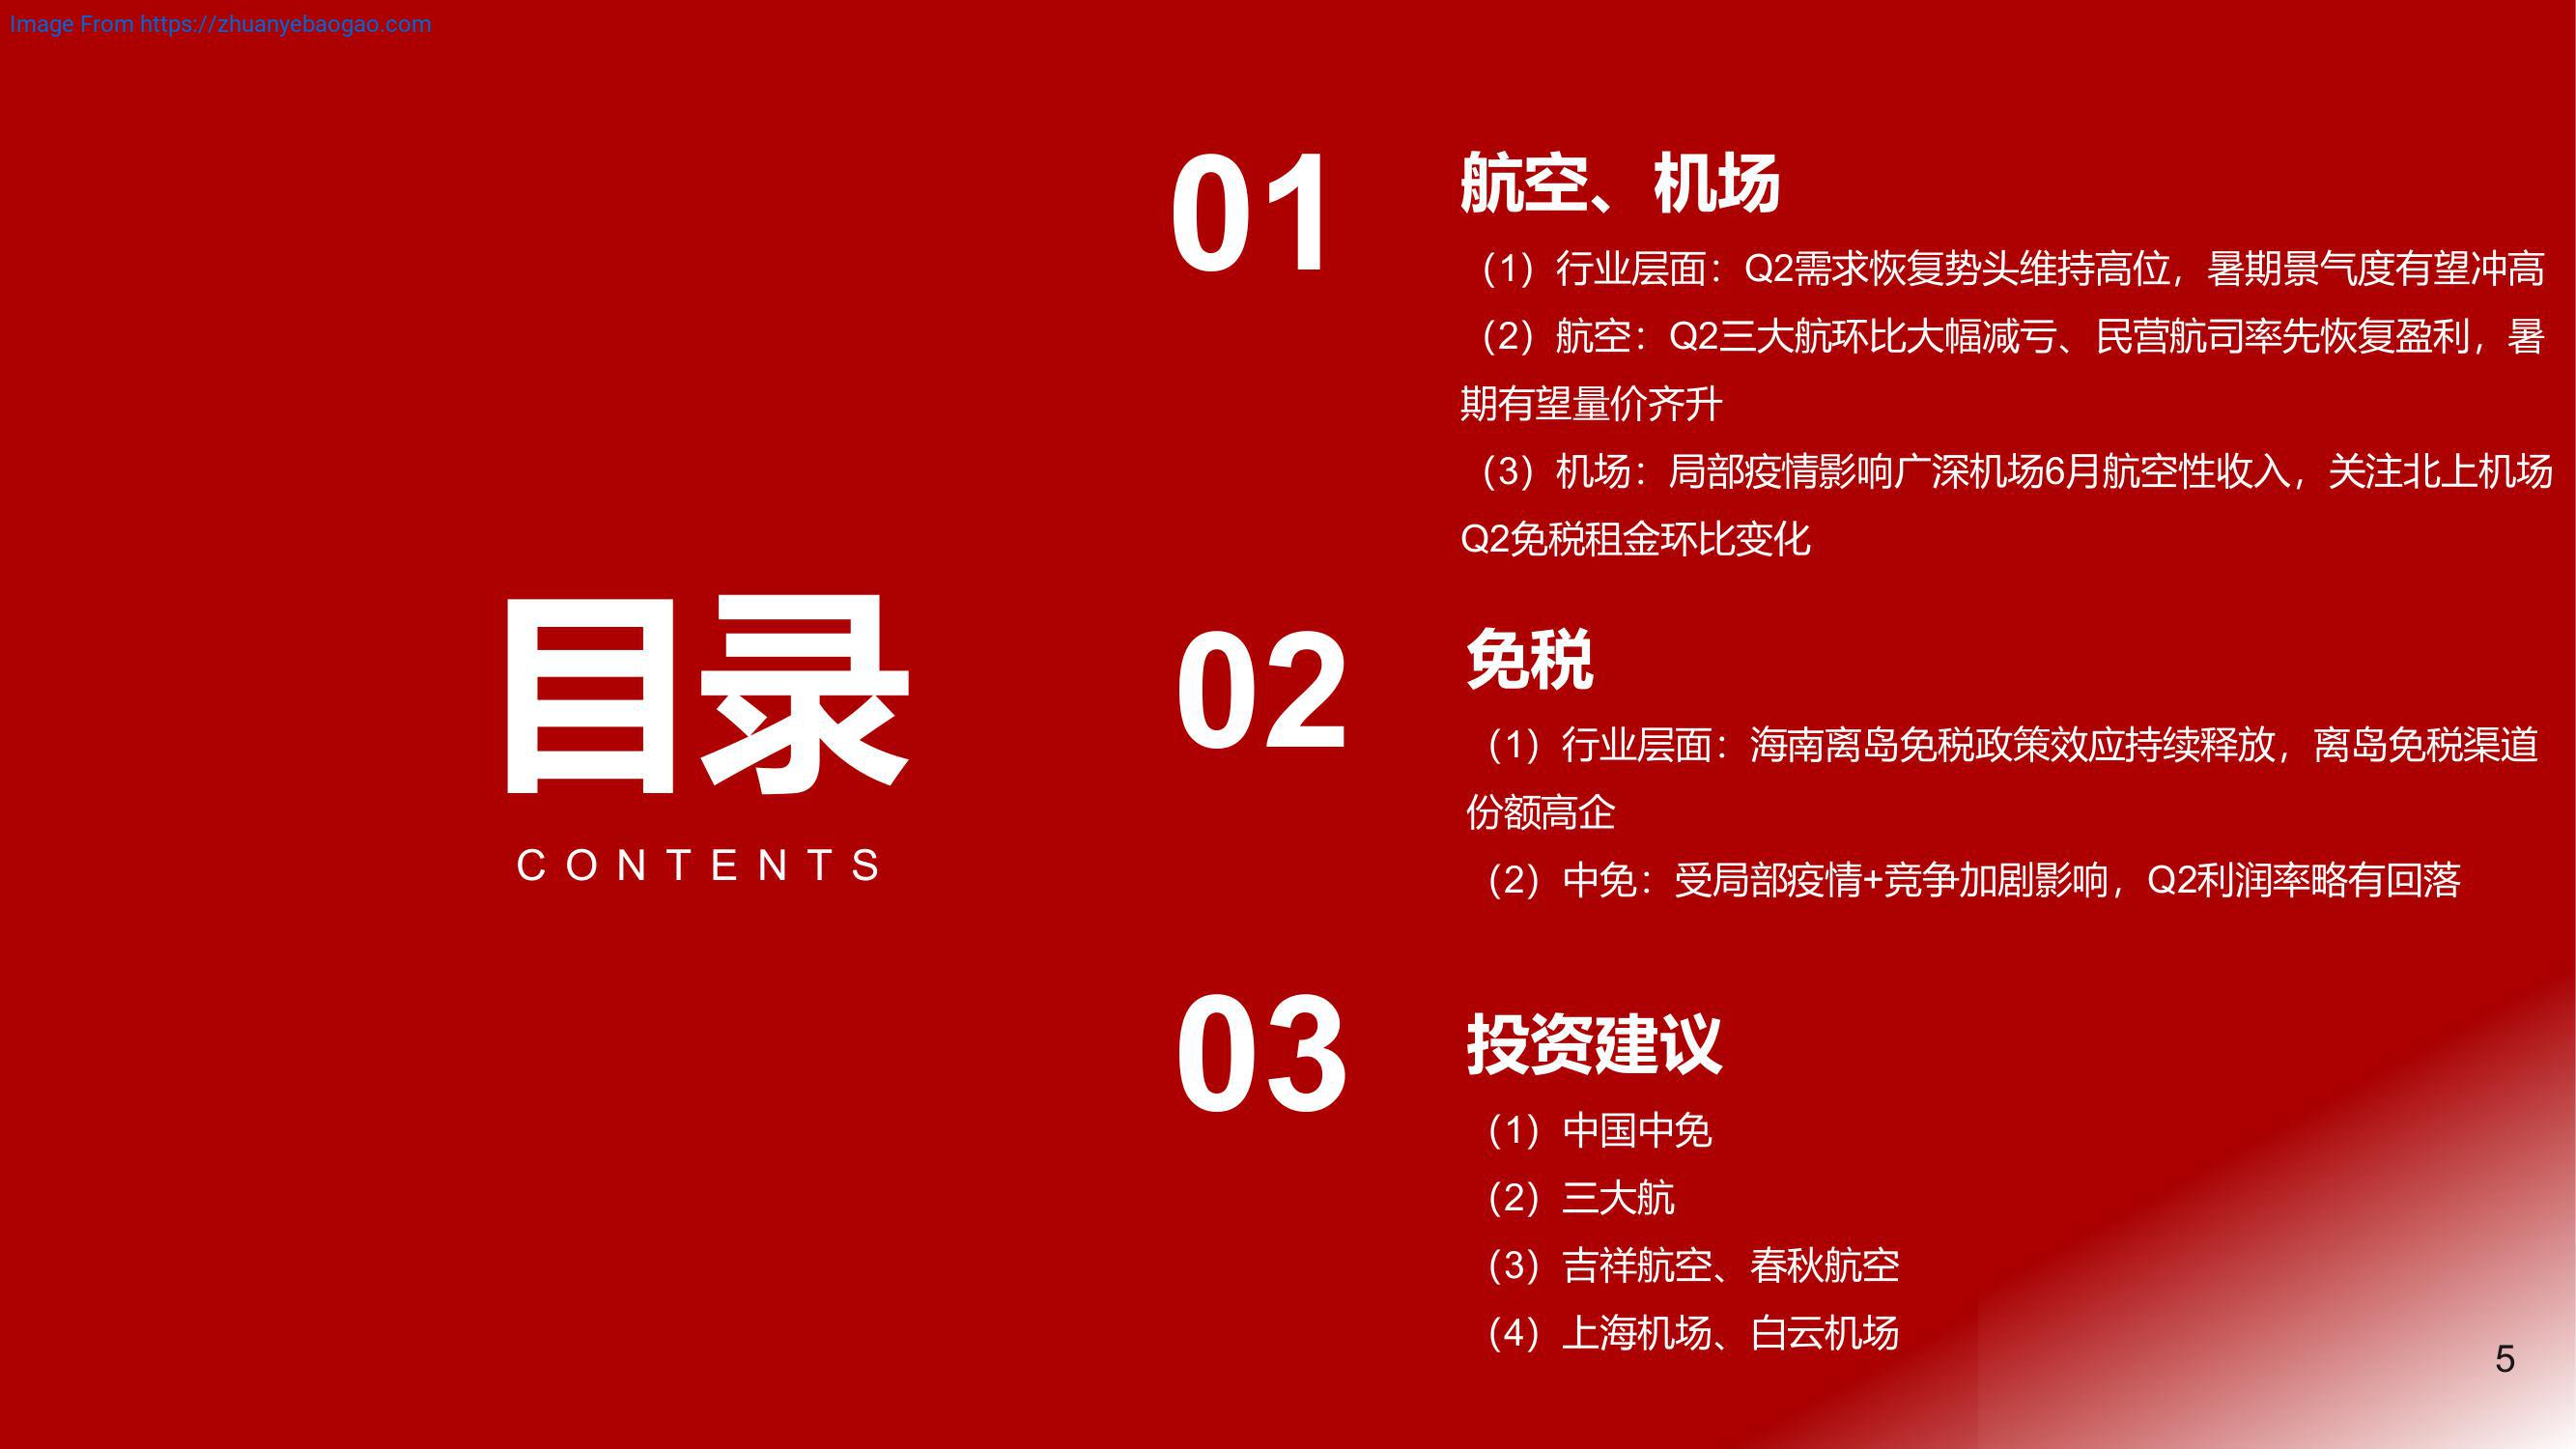 Image From https://zhuanyebaogao.com
目录
CONTENTS
01
航空、机场
（1）行业层面：Q2需求恢复势头维持高位，暑期景气度有望冲高
（2）航空：Q2三大航环比大幅减亏、民营航司率先恢复盈利，暑
期有望量价齐升
（3）机场：局部疫情影响广深机场6月航空性收入，关注北上机场
Q2免税租金环比变化
02
免税
（1）行业层面：海南离岛免税政策效应持续释放，离岛免税渠道
份额高企
（2）中免：受局部疫情+竞争加剧影响，Q2利润率略有回落
03
投资建议
（1）中国中免
（2）三大航
（3）吉祥航空、春秋航空
（4）上海机场、白云机场
5